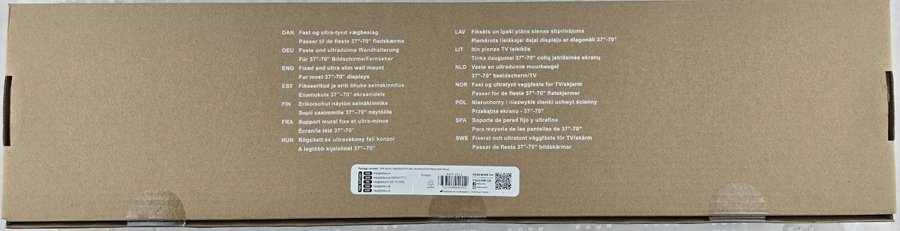 DAN Fast og ultra-tynd vægbeslag
Passer til de fleste 37"-70" fladskærme
DEU Feste und ultradünne Wandhalterung
Für 37"-70" Bildschirme/Fernseher
ENG Fixed and ultra slim wall mount
For most 37"-70" displays
EST Fikseeritud ja eriti õhuke seinakinnitus
Enamikule 37"–70" ekraanidele
FIN Erikoisohut näytön seinäkiinnike
Sopii useimmille 37"-70" näytöille
FRA Support mural fixe et ultra-mince
Écran/la télé 37"-70"
HUN Rögzített és ultravékony fali konzol
A legtöbb kijelzőnél 37"-70"
LAV Fiksēts un īpaši plāns sienas stiprinājums
Piemērots lielākajai daļai displeju ar diagonāli 37"-70"
LIT Itin plonas TV laikiklis
Tinka daugumai 37"-70" colių įstrižainės ekranų
NLD Vaste en ultradunne muurbeugel
37"-70" beeldscherm/TV
NOR Fast og ultratynt veggfeste for TV/skjerm
Passer for de fleste 37"-70" flatskjermer
POL Nieruchomy i niezwykle cienki uchwyt ścienny
Przekątna ekranu - 37"-70"
SPA Soporte de pared fijo y ultrafino
Para mayoría de las pantallas de 37"-70"
SWE Fixerat och ultratunt väggfäste för TV/skärm
Passar de flesta 37"-70" bildskärmar